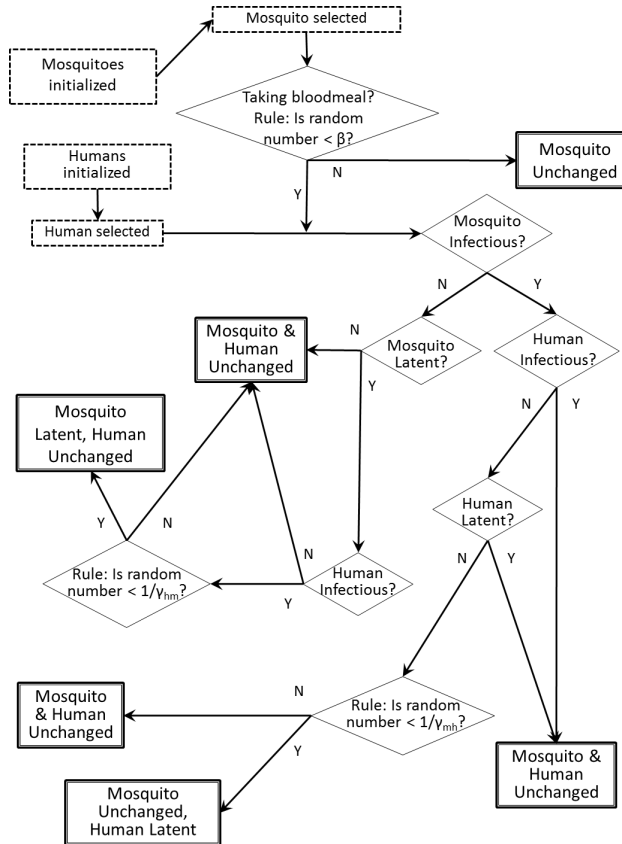 Mosquito selected
Mosquitoes
initialized
Taking bloodmeal?
Rule: Is random
number < β?
Humans
initialized
N
Mosquito
Unchanged
Y
Human selected
Mosquito
Infectious?
N
Y
Mosquito &
Human
Unchanged
N
Mosquito
Latent?
Human
Infectious?
Y
N
Y
Mosquito
Latent, Human
Unchanged
Human
Latent?
Y
N
N
N
Y
Rule: Is random
number < 1/γhm?
Y
Human
Infectious?
Mosquito
& Human
Unchanged
N
Rule: Is random
number < 1/γmh?
Y
Mosquito &
Human
Unchanged
Mosquito
Unchanged,
Human Latent